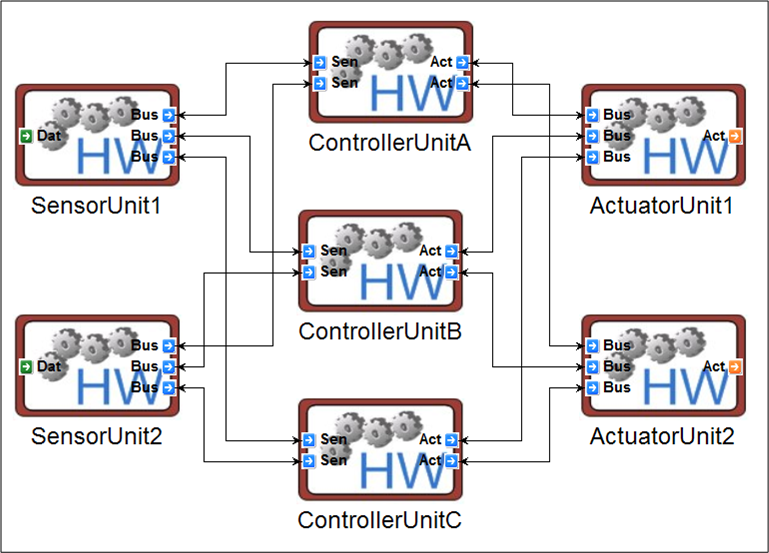 Sen Act
Sen Act
HW
ControllerUnitA
Bus
Dat Bus
Bus
HW
SensorUnit1
Bus
Bus Act
Bus
HW
ActuatorUnit1
Sen Act
Sen Act
HW
ControllerUnitB
Bus
Dat Bus
Bus
HW
SensorUnit2
Bus
Bus Act
Bus
HW
ActuatorUnit2
Sen Act
Sen Act
HW
ControllerUnitC